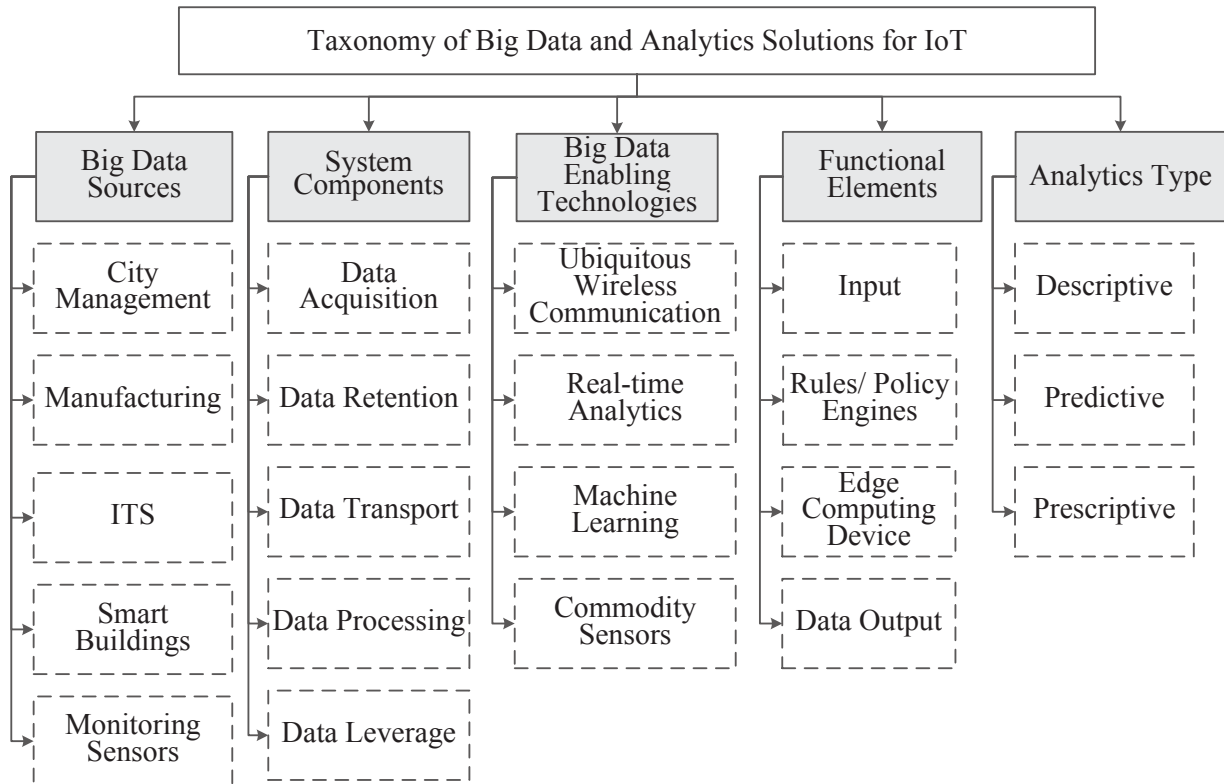 Taxonomy of Big Data and Analytics Solutions for IoT
Big Data
Sources
City
Management
Manufacturing
ITS
Smart
Buildings
Monitoring
Sensors
System
Components
Data
Acquisition
Data Retention
Data Transport
Data Processing
Data Leverage
Big Data
Enabling
Technologies
Ubiquitous
Wireless
Communication
Real-time
Analytics
Machine
Learning
Commodity
Sensors
Functional
Elements
Input
Rules/ Policy
Engines
Edge
Computing
Device
Data Output
Analytics Type
Descriptive
Predictive
Prescriptive